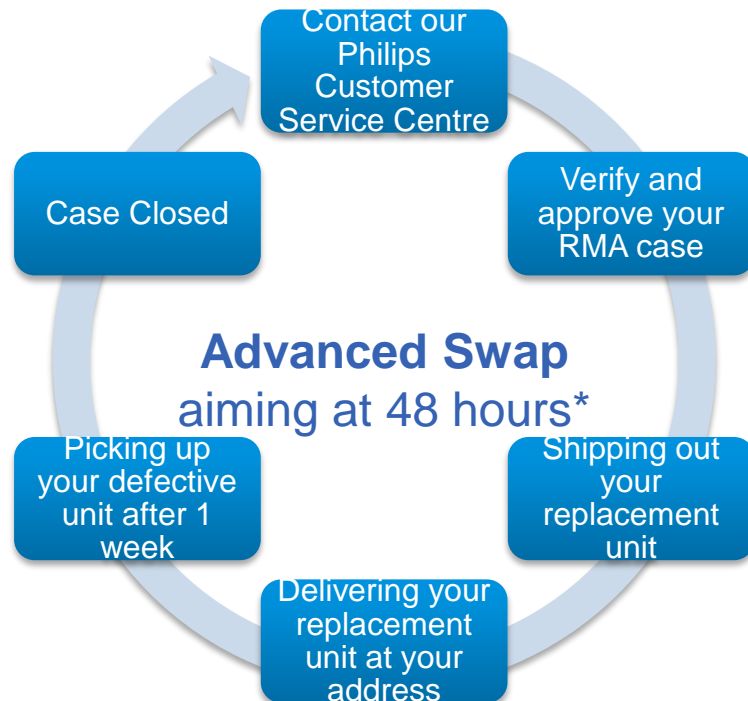 Contact our
Philips
Customer
Service Centre
Verify and
approve your
RMA case
Shipping out
your
replacement
unit
Delivering your
replacement
unit at your
address
Picking up
your defective
unit after 1
week
Case Closed
Advanced Swap
aiming at 48 hours*